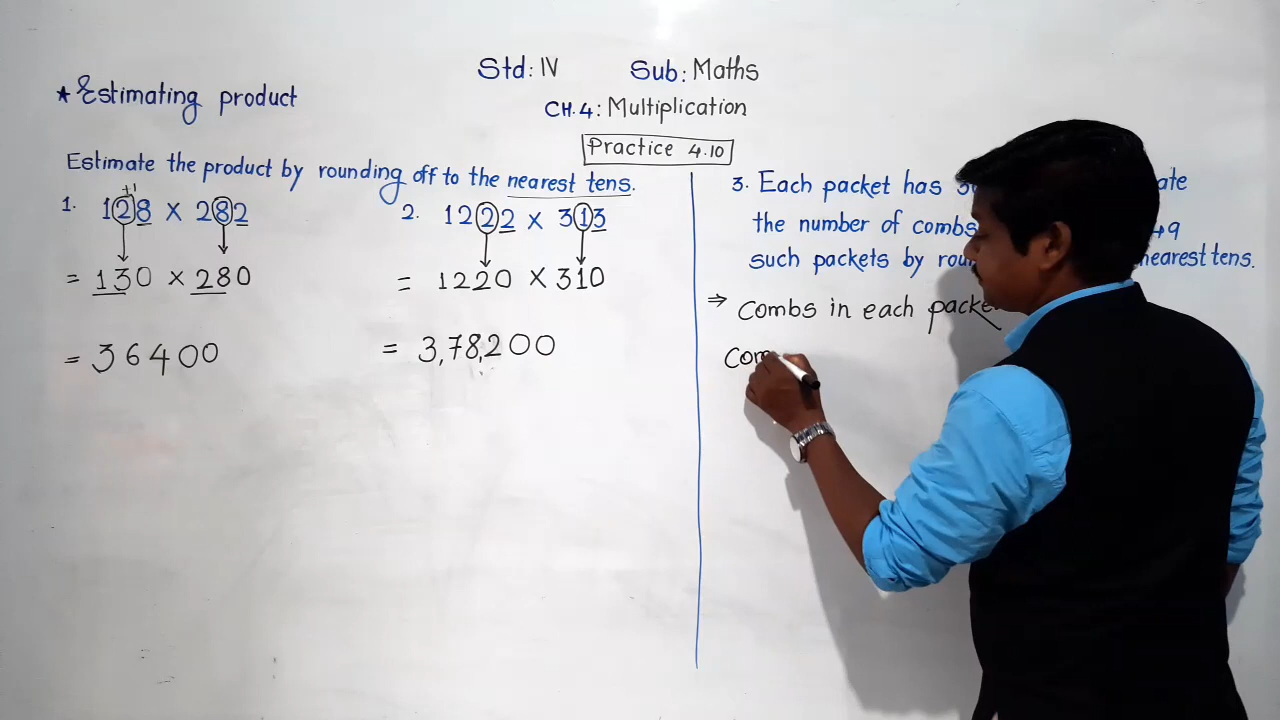 Std: IV Sub: Maths
* Estimating product
CH.4: Multiplication
Practice 4.10
Estimate the product by rounding off to the nearest tens.
+1
1. 128 × 282
= 130 × 280
= 36400
2. 1222 × 313
= 1220 × 310
= 3,78,200
3. Each packet has
the number of combs
such packets by nearest tens.
⇒ Combs in each packet
Com